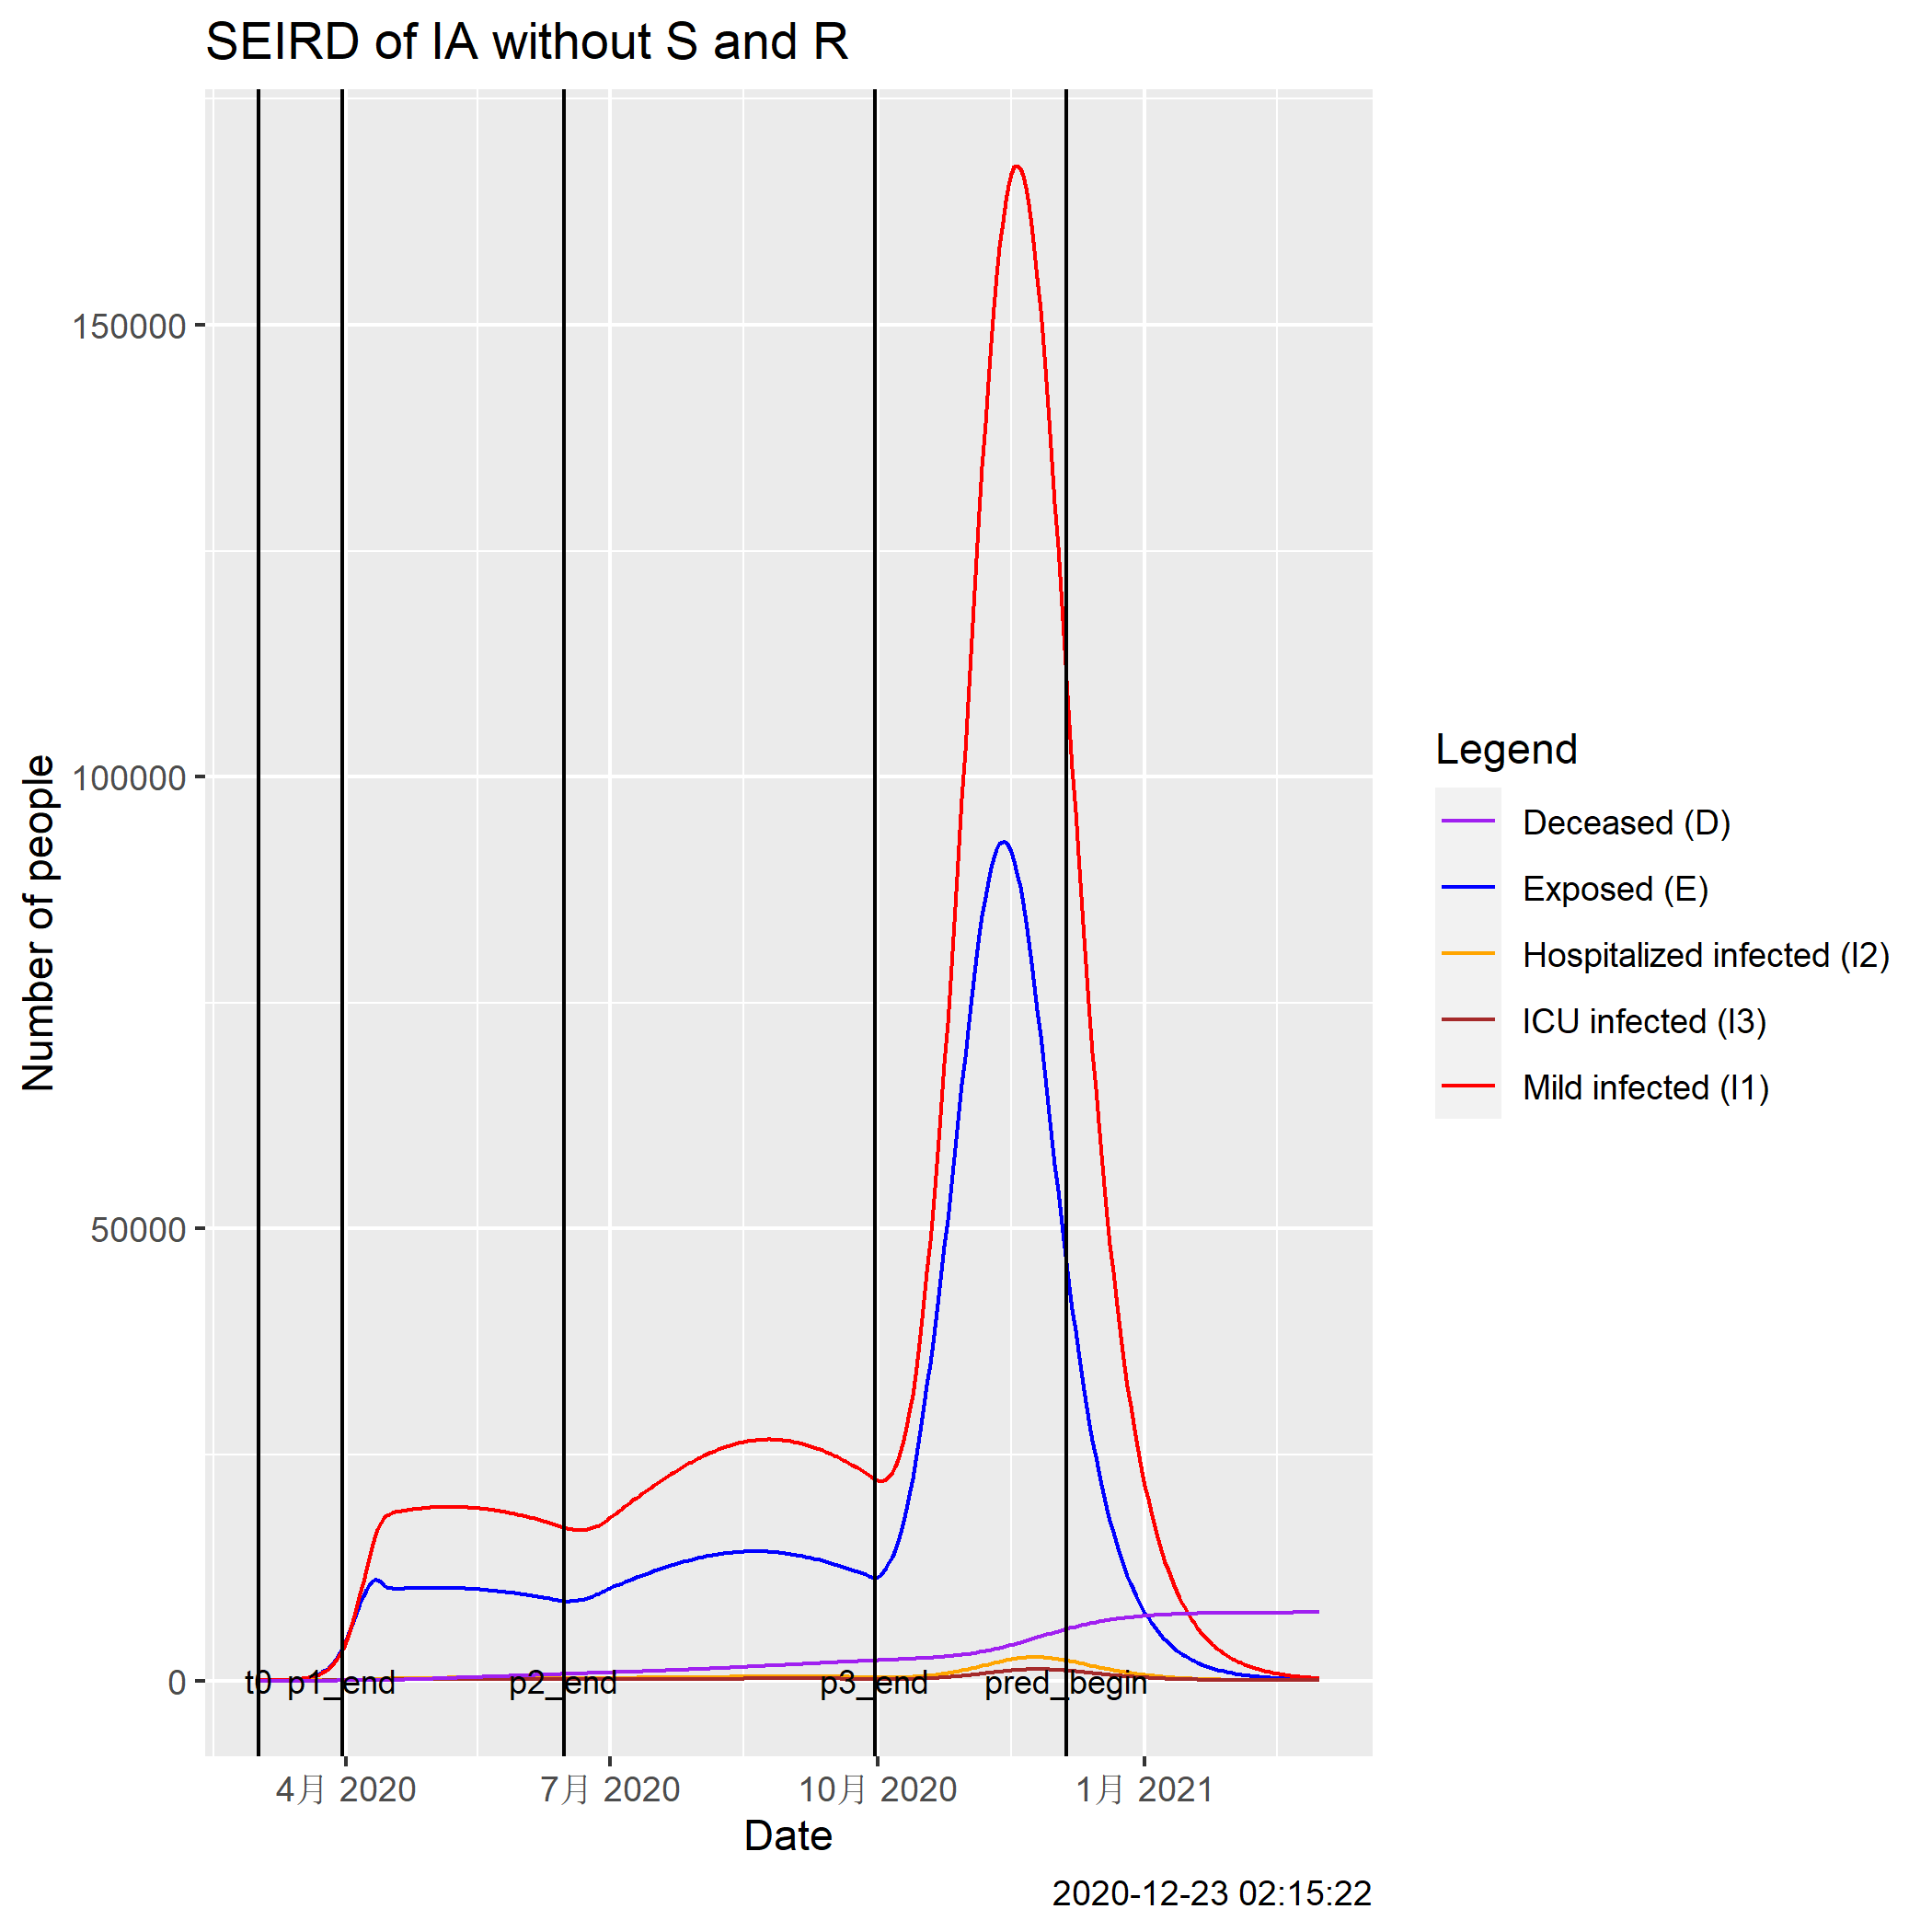 SEIRD of IA without S and R
Number of people
150000
100000
50000
0
t0 p1_end p2_end p3_end pred_begin
4月 2020 7月 2020 10月 2020 1月 2021
Date
Legend
Deceased (D)
Exposed (E)
Hospitalized infected (I2)
ICU infected (I3)
Mild infected (I1)
2020-12-23 02:15:22